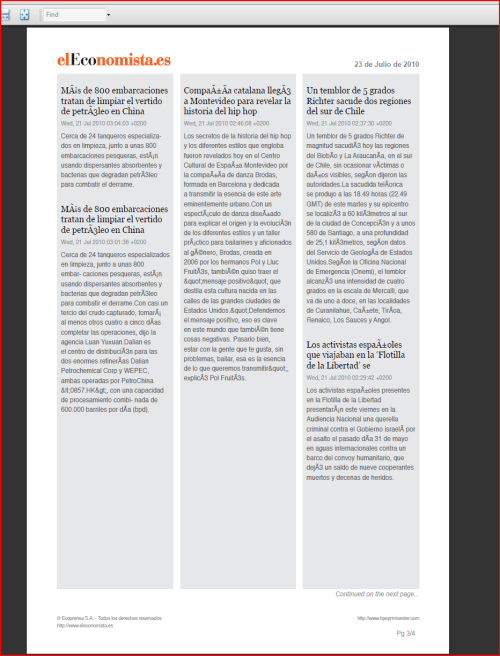 Find
elEconomista.es
23 de Julio de 2010
MÃ¡s de 800 embarcaciones
tratan de limpiar el vertido
de petrÃ³leo en China
Wed, 21 Jul 2010 03:04:03 +0200
Cerca de 24 tanqueros especializa-
dos en limpieza, junto a unas 800
embarcaciones pesqueras, estÃ¡n
usando dispersantes absorbentes y
bacterias que degradan petrÃ³leo
para combatir el derrame.
MÃ¡s de 800 embarcaciones
tratan de limpiar el vertido
de petrÃ³leo en China
Wed, 21 Jul 2010 03:01:38 +0200
Cerca de 24 tanqueros especializados
en limpieza, junto a unas 800
embar- caciones pesqueras, estÃ¡n
usando dispersantes absorbentes y
bacterias que degradan petrÃ³leo
para combatir el derrame.Con casi un
tercio del crudo capturado, tomarÃ¡
al menos otros cuatro a cinco dÃ­as
completar las operaciones, dijo la
agencia Luan Yuxuan.Dalian es
el centro de distribuciÃ³n para las
dos enormes refinerÃ­as Dalian
Petrochemical Corp y WEPEC,
ambas operadas por PetroChina
&lt;0857.HK&gt;, con una capacidad
de procesamiento combi- nada de
600.000 barriles por dÃ­a (bpd).
CompaÃ±Ã­a catalana llegÃ³
a Montevideo para revelar la
historia del hip hop
Wed, 21 Jul 2010 02:46:08 +0200
Los secretos de la historia del hip hop
y los diferentes estilos que engloba
fueron revelados hoy en el Centro
Cultural de EspaÃ±a Montevideo por
la compaÃ±Ã­a de danza Brodas,
formada en Barcelona y dedicada
a transmitir la esencia de este arte
eminentemente urbano.Con un
espectÃ¡culo de danza diseÃ±ado
para explicar el origen y la evoluciÃ³n
de los diferentes estilos y un taller
prÃ¡ctico para bailarines y aficionados
al gÃ©nero, Brodas, creada en
2006 por los hermanos Pol y Lluc
FruitÃ³s, tambiÃ©n quiso traer el
&quot;mensaje positivo&quot; que
destila esta cultura nacida en las
calles de las grandes ciudades de
Estados Unidos.&quot;Defendemos
el mensaje positivo, eso es clave
en este mundo que tambiÃ©n tiene
cosas negativas. Pasarlo bien,
estar con la gente que te gusta, sin
problemas, bailar, esa es la esencia
de lo que queremos transmitir&quot;,
explicÃ³ Pol FruitÃ³s.
Un temblor de 5 grados
Richter sacude dos regiones
del sur de Chile
Wed, 21 Jul 2010 02:37:30 +0200
Un temblor de 5 grados Richter de
magnitud sacudiÃ³ hoy las regiones
del BiobÃ­o y La AraucanÃ­a, en el sur
de Chile, sin ocasionar vÃ­ctimas o
daÃ±os visibles, segÃºn dijeron las
autoridades.La sacudida telÃºrica
se produjo a las 18.49 horas (22.49
GMT) de este martes y su epicentro
se localizÃ³ a 60 kilÃ³metros al sur
de la ciudad de ConcepciÃ³n y a unos
580 de Santiago, a una profundidad
de 25,1 kilÃ³metros, segÃºn datos
del Servicio de GeologÃ­a de Estados
Unidos.SegÃºn la Oficina Nacional
de Emergencia (Onemi), el temblor
alcanzÃ³ una intensidad de cuatro
grados en la escala de Mercalli, que
va de uno a doce, en las localidades
de Curanilahue, CaÃ±ete, TirÃºa,
Renaico, Los Sauces y Angol.
Los activistas espaÃ±oles
que viajaban en la 'Flotilla
de la Libertad' se
Wed, 21 Jul 2010 02:29:42 +0200
Los activistas espaÃ±oles presentes
en la Flotilla de la Libertad
presentarÃ¡n este viernes en la
Audiencia Nacional una querella
criminal contra el Gobierno israelÃ­ por
el asalto el pasado dÃ­a 31 de mayo
en aguas internacionales contra un
barco del convoy humanitario, que
dejÃ³ un saldo de nueve cooperantes
muertos y decenas de heridos.
Continued on the next page...
© Ecoprensa S.A. - Todos los derechos reservados
http://www.eleconomista.es
http://www.hpeprintcenter.com
Pg 3/4